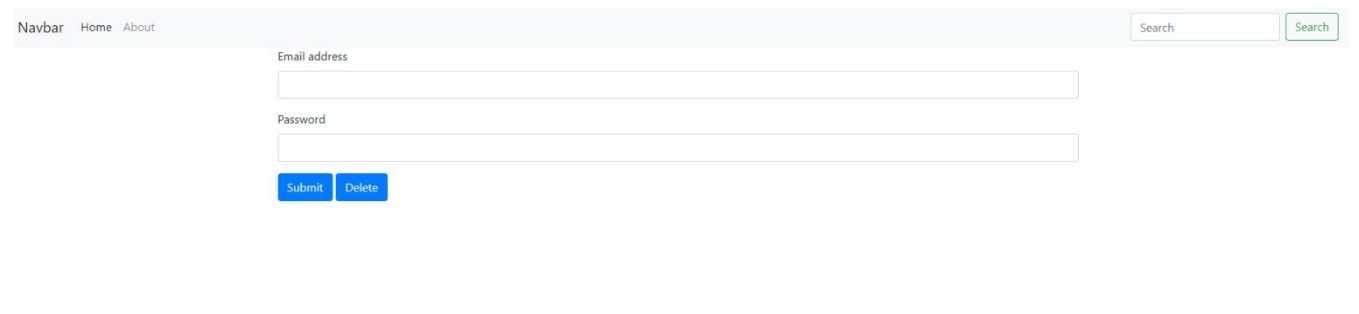 Navbar Home About Search Search
Email address
Password
Submit Delete